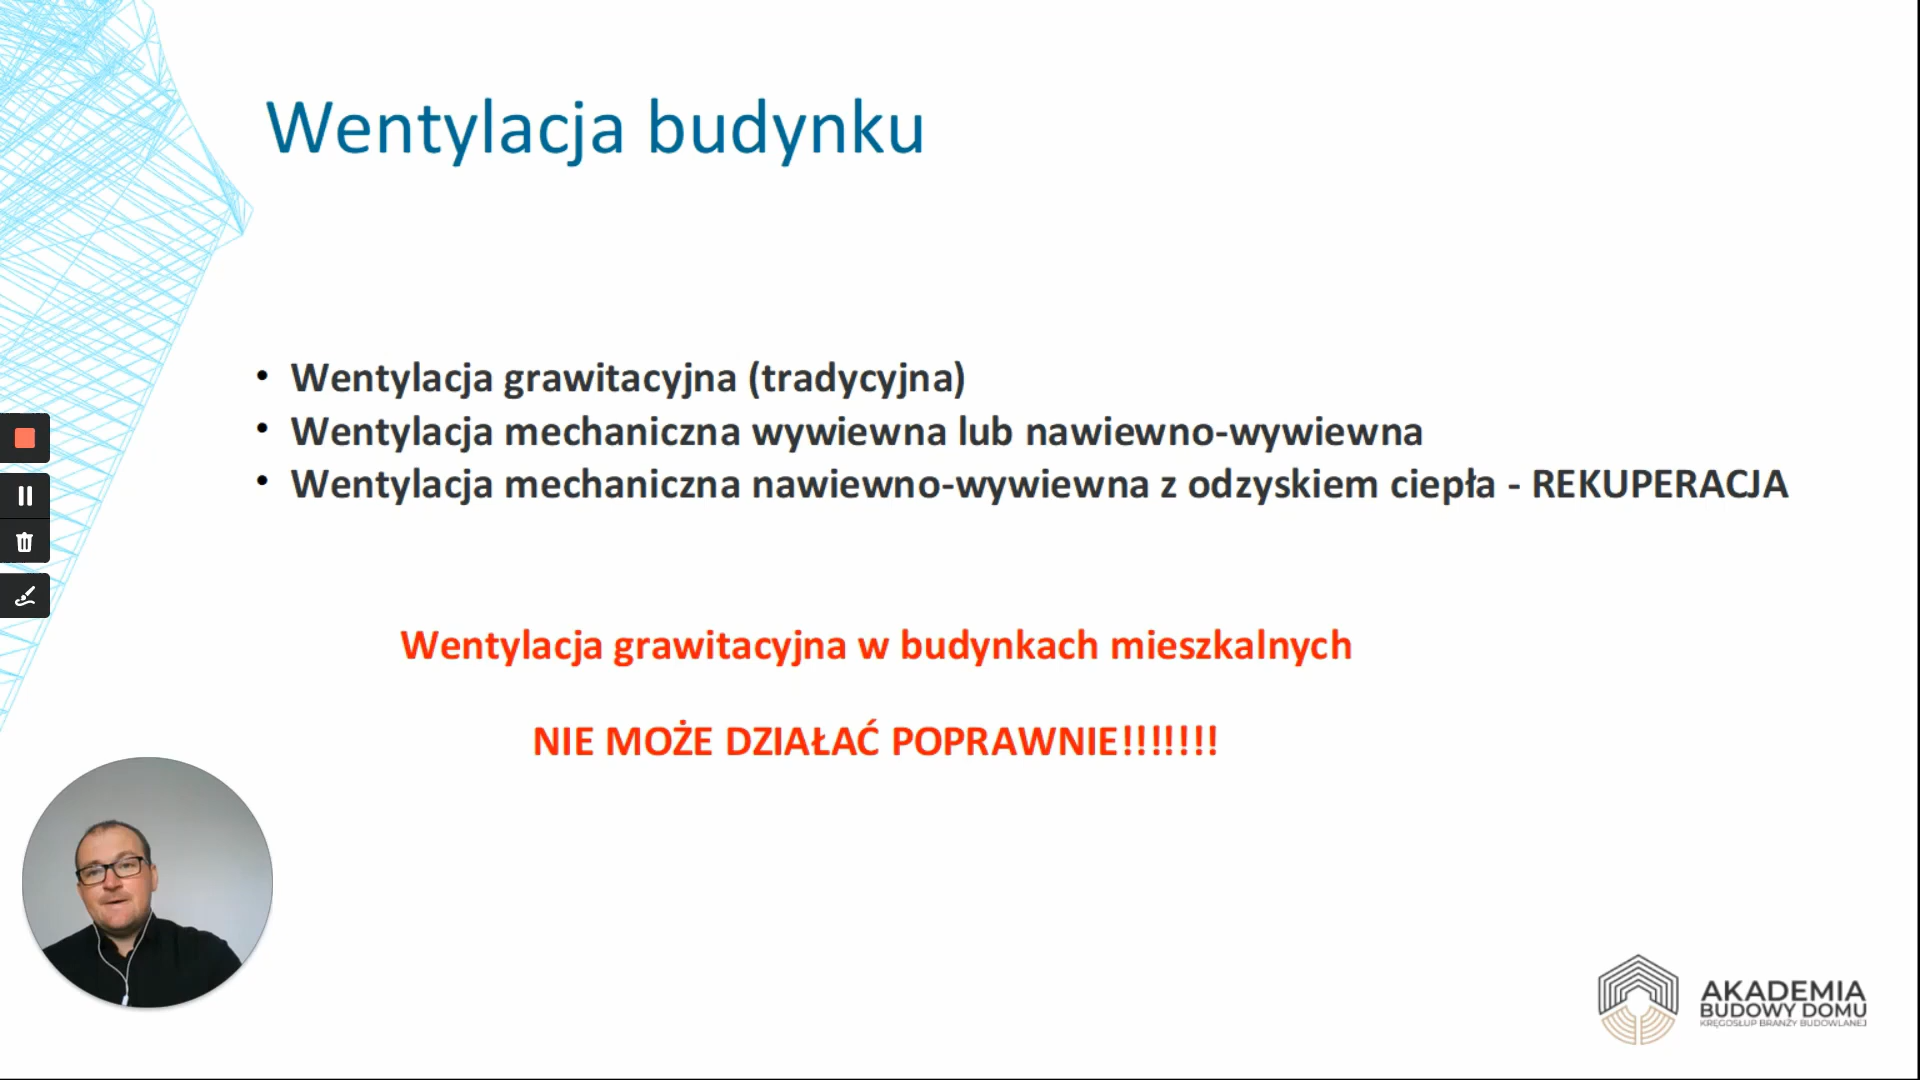 Wentylacja budynku
• Wentylacja grawitacyjna (tradycyjna)
• Wentylacja mechaniczna wywiewna lub nawiewno-wywiewna
• Wentylacja mechaniczna nawiewno-wywiewna z odzyskiem ciepła - REKUPERACJA
Wentylacja grawitacyjna w budynkach mieszkalnych
NIE MOŻE DZIAŁAĆ POPRAWNIE!!!!!!!
AKADEMIA
BUDOWY DOMU
KRĘGOSŁUP BRANŻY BUDOWLANEJ